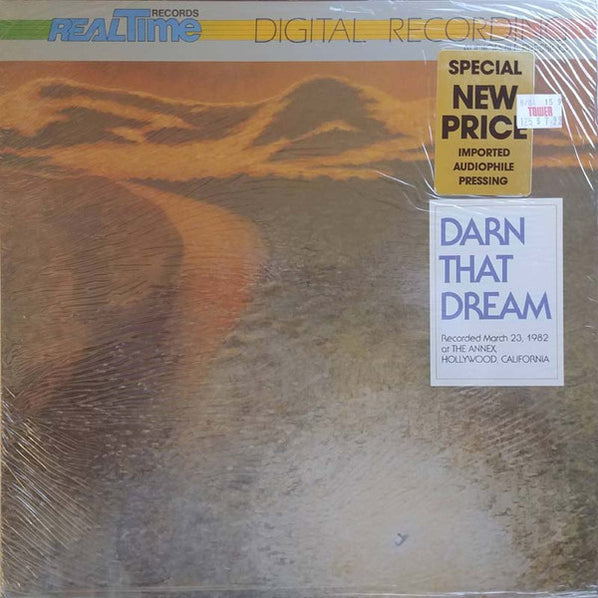 RECORDS
REALTime
DIGITAL RECORDING
SPECIAL
NEW
PRICE
TOWER
IMPORTED
AUDIOPHILE
PRESSING
DARN
THAT
DREAM
Recorded March 23, 1982
at THE ANNEX,
HOLLYWOOD, CALIFORNIA